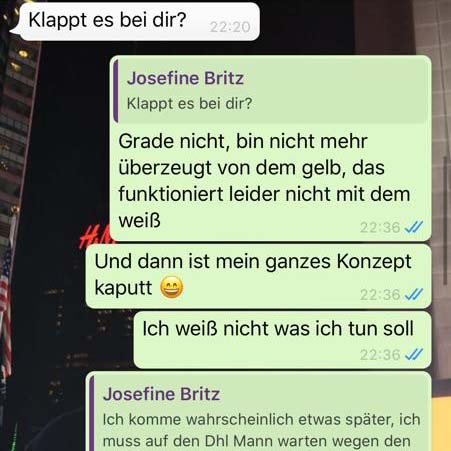 Klappt es bei dir?
22:20
Josefine Britz
Klappt es bei dir?
Grade nicht, bin nicht mehr
überzeugt von dem gelb, das
funktioniert leider nicht mit dem
weiß
22:36
H&M
Und dann ist mein ganzes Konzept
kaputt 😄
22:36
Ich weiß nicht was ich tun soll
22:36
Josefine Britz
Ich komme wahrscheinlich etwas später, ich
muss auf den Dhl Mann warten wegen den